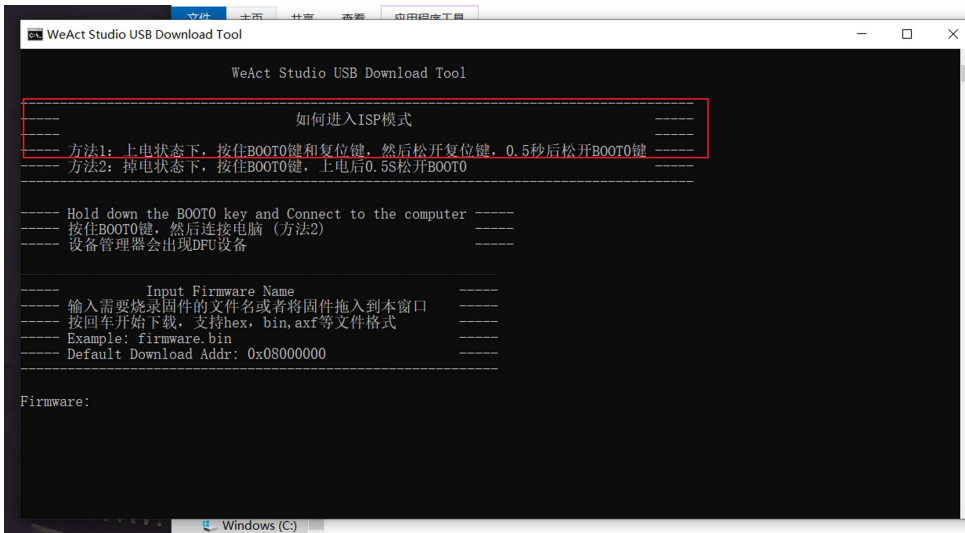 文件 主页 共享 查看 应用程序工具
WeAct Studio USB Download Tool
WeAct Studio USB Download Tool
----- 如何进入ISP模式 -----
----- 方法1: 上电状态下，按住BOOT0键和复位键，然后松开复位键，0.5秒后松开BOOT0键 -----
----- 方法2: 掉电状态下，按住BOOT0键，上电后0.5S松开BOOT0 -----
----- Hold down the BOOT0 key and Connect to the computer -----
----- 按住BOOT0键，然后连接电脑 (方法2) -----
----- 设备管理器会出现DFU设备 -----
----- Input Firmware Name -----
----- 输入需要烧录固件的文件名或者将固件拖入到本窗口 -----
----- 按回车开始下载，支持hex, bin,axf等文件格式 -----
----- Example: firmware.bin -----
----- Default Download Addr: 0x08000000 -----
Firmware:
Windows (C:)